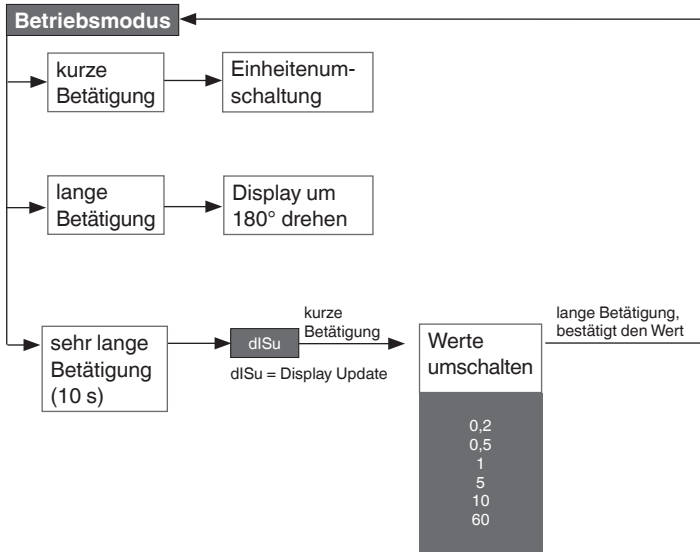 Betriebsmodus
kurze
Betätigung
Einheitenum-
schaltung
lange
Betätigung
Display um
180° drehen
sehr lange
Betätigung
(10 s)
dISu
dISu = Display Update
kurze
Betätigung
Werte
umschalten
0,2
0,5
1
5
10
60
lange Betätigung,
bestätigt den Wert